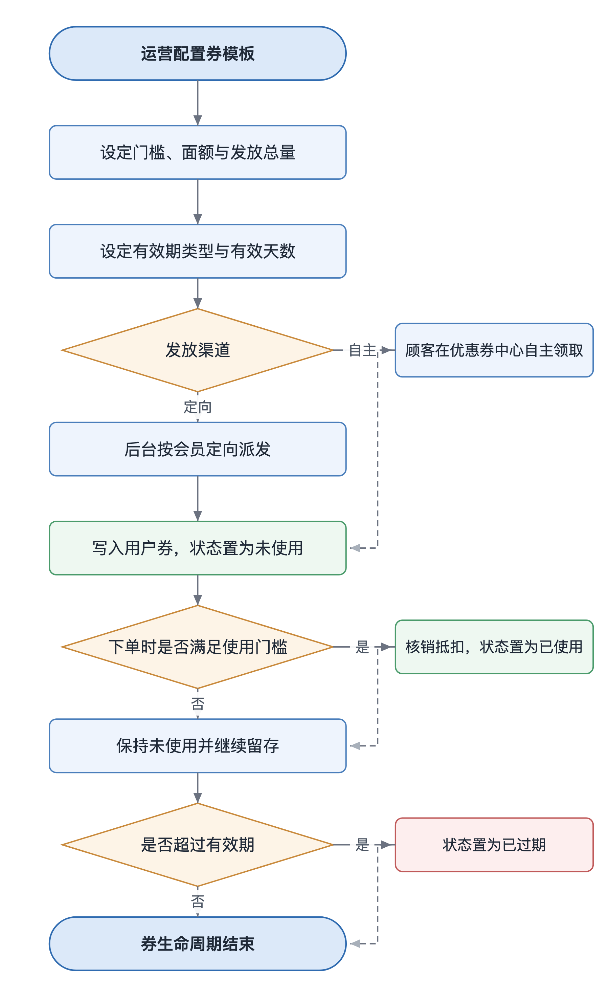 运营配置券模板
设定门槛、面额与发放总量
设定有效期类型与有效天数
发放渠道
自主
顾客在优惠券中心自主领取
定向
后台按会员定向派发
写入用户券，状态置为未使用
下单时是否满足使用门槛
是
核销抵扣，状态置为已使用
否
保持未使用并继续留存
是否超过有效期
是
状态置为已过期
否
券生命周期结束